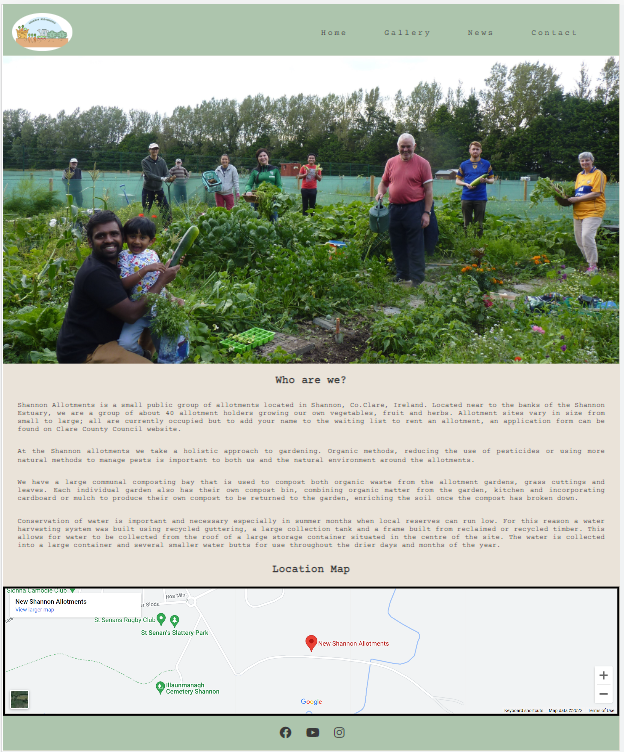 Home Gallery News Contact
Who are we?
Shannon Allotments is a small public group of allotments located in Shannon, Co.Clare, Ireland. Located near to the banks of the Shannon
Estuary, we are a group of about 40 allotment holders growing our own vegetables, fruit and herbs. Allotment sites vary in size from
small to large; all are currently occupied but to add your name to the waiting list to rent an allotment, an application form can be
found on Clare County Council website.
At the Shannon allotments we take a holistic approach to gardening. Organic methods, reducing the use of pesticides or using more
natural methods to manage pests is important to both us and the natural environment around the allotments.
We have a large communal composting bay that is used to compost both organic waste from the allotment gardens, grass cuttings and
leaves. Each individual garden also has their own compost bin, combining organic matter from the garden, kitchen and incorporating
cardboard or mulch to produce their own compost to be returned to the garden, enriching the soil once the compost has broken down.
Conservation of water is important and necessary especially in summer months when local reserves can run low. For this reason a water
harvesting system was built using recycled guttering, a large collection tank and a frame built from reclaimed or recycled timber. This
allows for water to be collected from the roof of a large storage container situated in the centre of the site. The water is collected
into a large container and several smaller water butts for use throughout the drier days and months of the year.
Location Map
New Shannon Allotments
View larger map
St Senans Rugby Club
St Senan's Slattery Park
New Shannon Allotments
Illaunmanagh
Cemetery Shannon
Google
Keyboard shortcuts Map data ©2023 Terms of Use